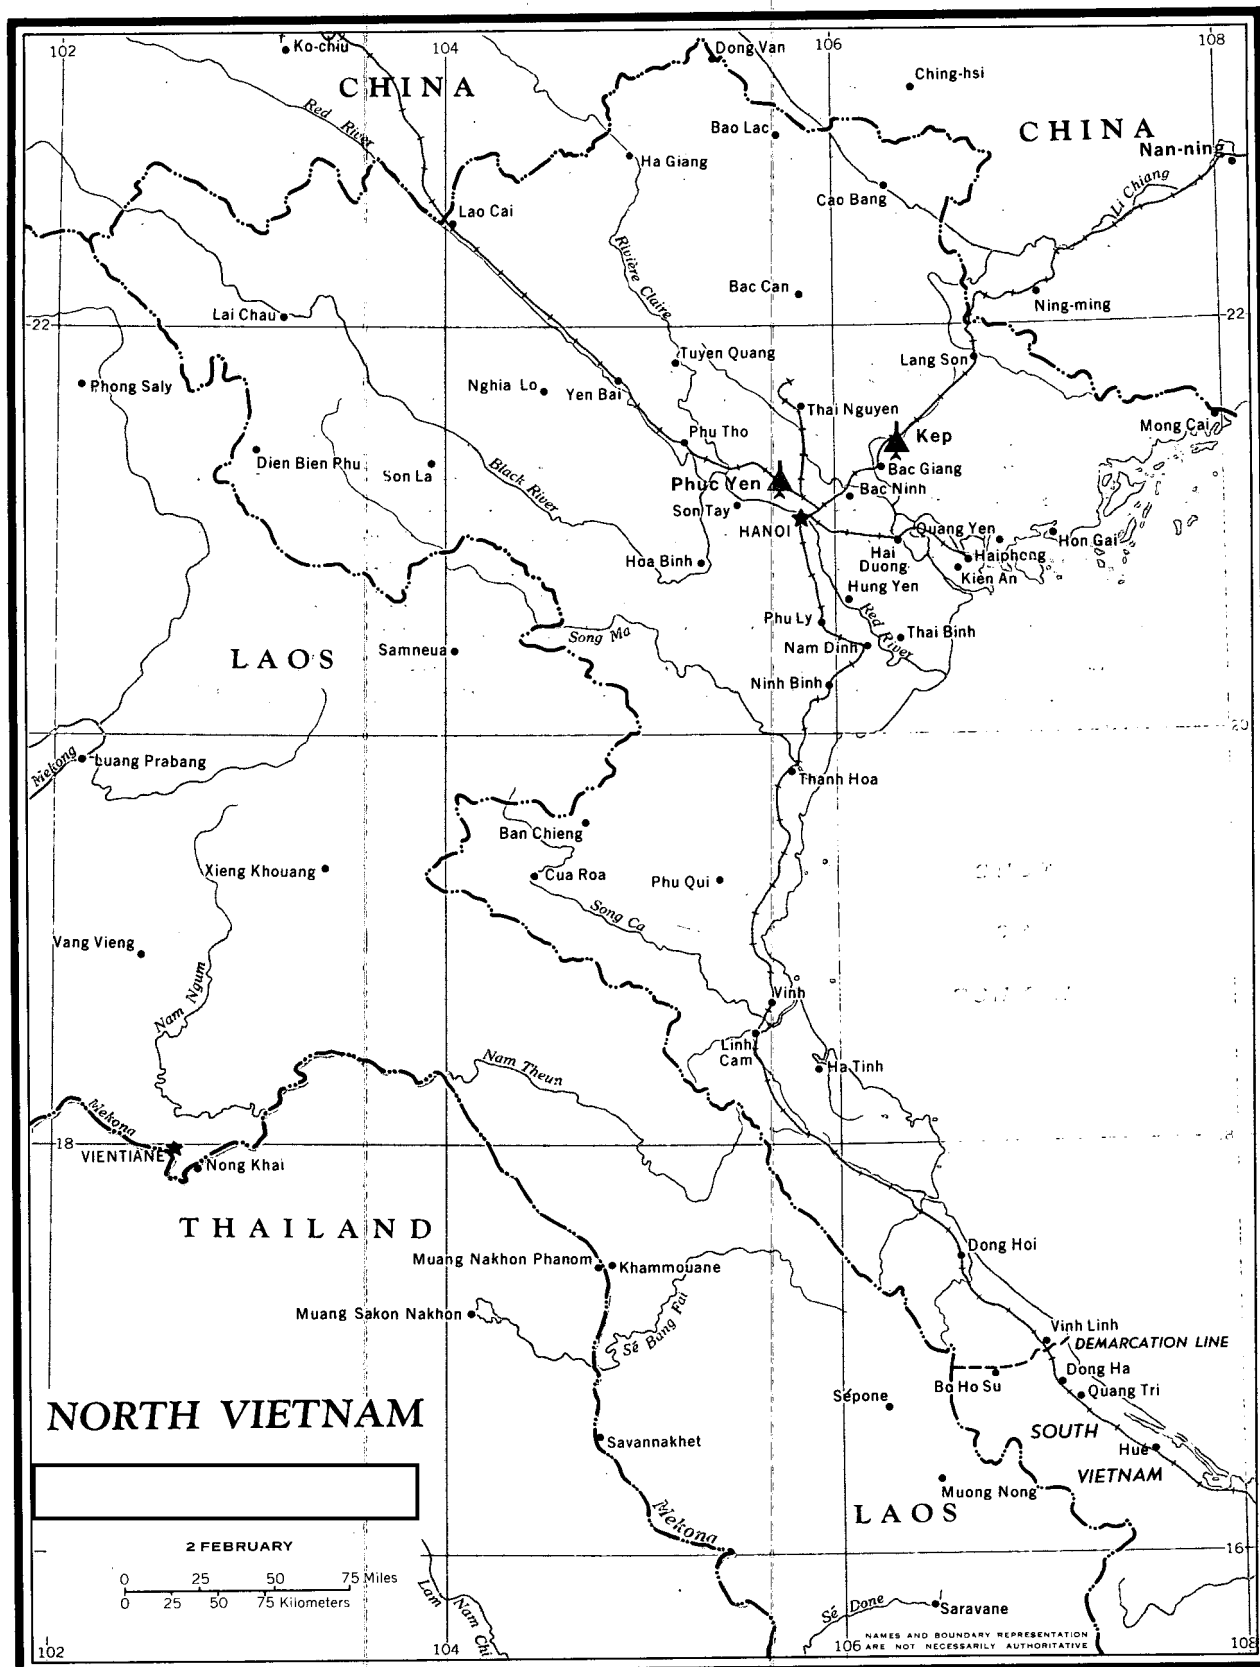 102
104
106
108
Ko-chiu
Dong Van
Ching-hsi
CHINA
Red River
Bao Lac
CHINA
Nan-ning
Ha Giang
Li Chiang
Cao Bang
Lao Cai
Rivière Claire
Bac Can
Ning-ming
Lai Chau
22
22
Lang Son
Tuyen Quang
Phong Saly
Nghia Lo
Yen Bai
Thai Nguyen
Mong Cai
Phu Tho
Kep
Dien Bien Phu
Son La
Black River
Bac Giang
Phuc Yen
Bac Ninh
Son Tay
HANOI
Quang Yen
Hon Gai
Hai
Duong
Haiphong
Hoa Binh
Kien An
Hung Yen
Red River
Phu Ly
Thai Binh
Song Ma
Nam Dinh
Samneua
LAOS
Ninh Binh
20
Mekong
Luang Prabang
Thanh Hoa
Ban Chieng
Xieng Khouang
Cua Roa
Phu Qui
Song Ca
Vang Vieng
Nam Ngum
Vinh
Linh
Cam
Ha Tinh
Nam Theun
Mekong
18
8
VIENTIANE
Nong Khai
THAILAND
Dong Hoi
Muang Nakhon Phanom
Khammouane
Muang Sakon Nakhon
Sé Bang Fai
Vinh Linh
DEMARCATION LINE
Dong Ha
Ba Ho Su
Quang Tri
Sépone
NORTH VIETNAM
SOUTH
VIETNAM
Hué
Savannakhet
Muong Nong
Mekong
LAOS
2 FEBRUARY
16
0 25 50 75 Miles
0 25 50 75 Kilometers
Lam
Nam Chi
Sé Done
Saravane
NAMES AND BOUNDARY REPRESENTATION
ARE NOT NECESSARILY AUTHORITATIVE
102
104
106
108